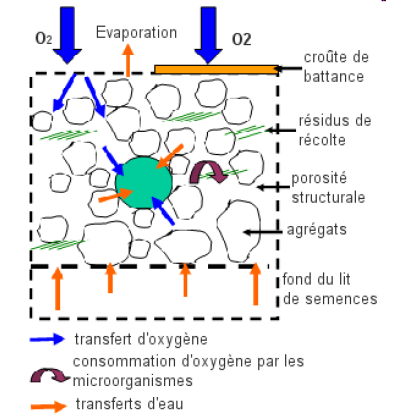 O2
Evaporation
O2
croûte de
battance
résidus de
récolte
porosité
structurale
agrégats
fond du lit
de semences
transfert d'oxygène
consommation d'oxygène par les
microorganismes
transferts d'eau